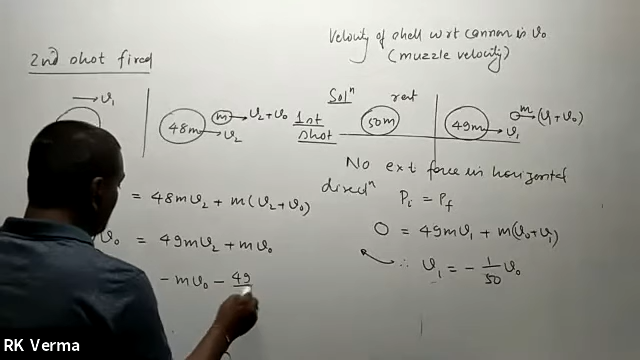 Velocity of shell wrt cannon is v₀
(muzzle velocity)
2nd shot fired
Solⁿ
→ v₁
48m → v₂
m → v₂ + v₀
1st
shot
rest
50m
49m → v₁
m → (v₁ + v₀)
No ext force in horizontal
directⁿ
Pᵢ = P_f
0 = 49mv₁ + m(v₀+v₁)
∴ v₁ = - 1/50 v₀
= 48mv₂ + m(v₂+v₀)
v₀ = 49mv₂ + mv₀
- mv₀ - 49
RK Verma